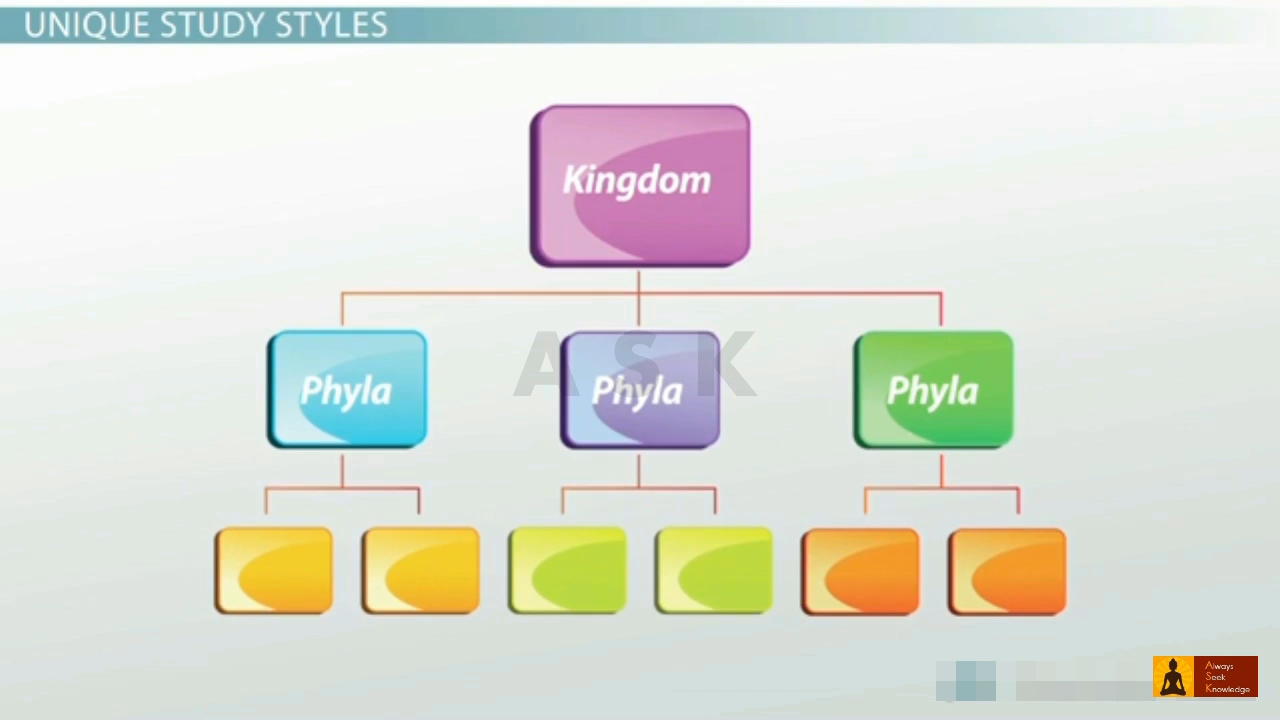 UNIQUE STUDY STYLES
Kingdom
ASK
Phyla
Phyla
Phyla
Always
Seek
Knowledge